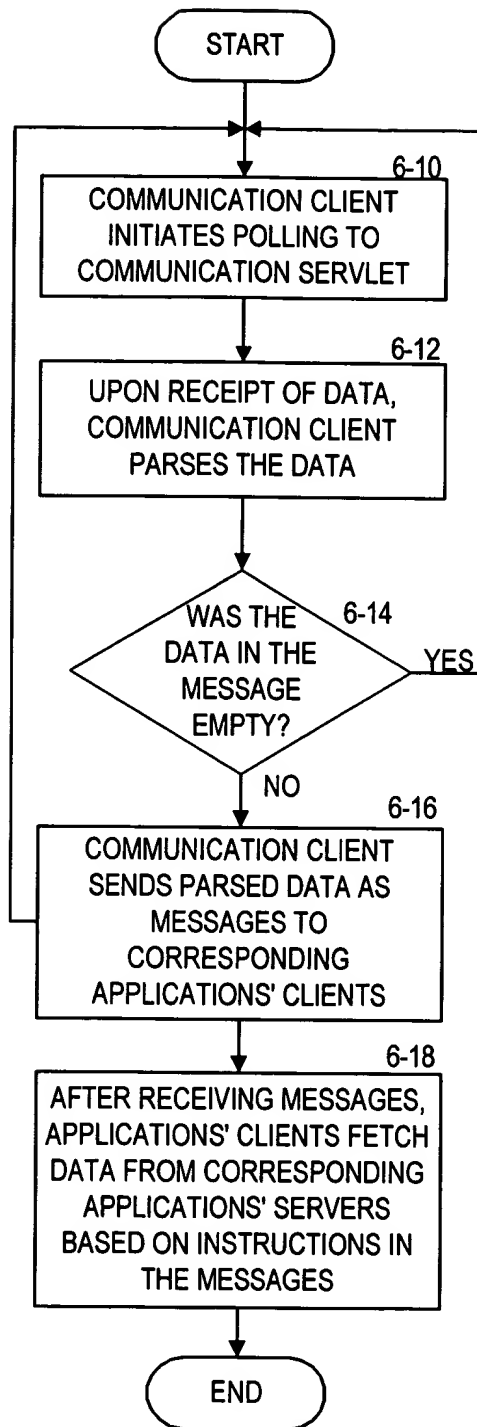 START
6-10
COMMUNICATION CLIENT
INITIATES POLLING TO
COMMUNICATION SERVLET
6-12
UPON RECEIPT OF DATA,
COMMUNICATION CLIENT
PARSES THE DATA
6-14
WAS THE
DATA IN THE
MESSAGE
EMPTY?
YES
NO
6-16
COMMUNICATION CLIENT
SENDS PARSED DATA AS
MESSAGES TO
CORRESPONDING
APPLICATIONS' CLIENTS
6-18
AFTER RECEIVING MESSAGES,
APPLICATIONS' CLIENTS FETCH
DATA FROM CORRESPONDING
APPLICATIONS' SERVERS
BASED ON INSTRUCTIONS IN
THE MESSAGES
END